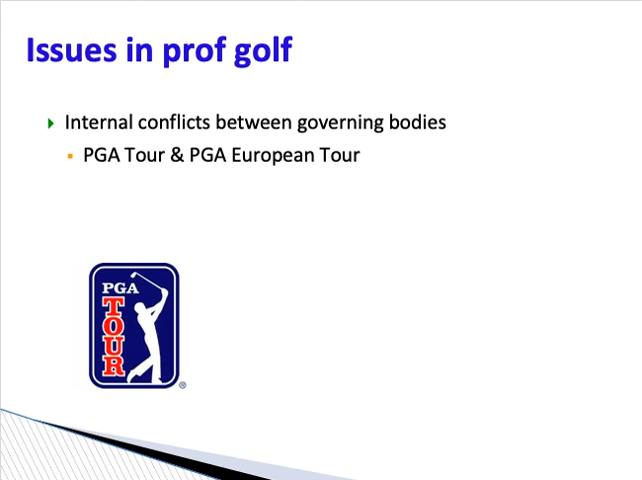 Issues in prof golf
Internal conflicts between governing bodies
PGA Tour & PGA European Tour
PGA
TOUR
®